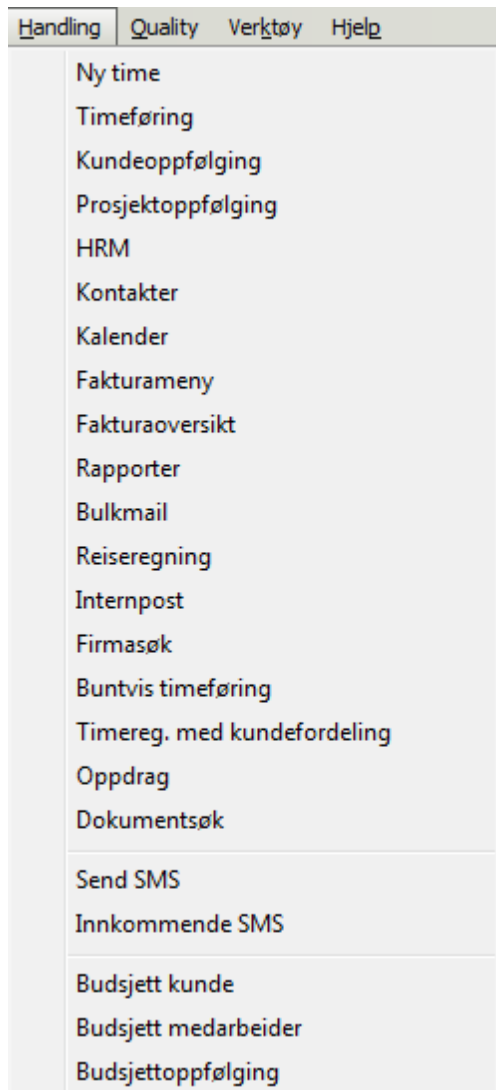 Handling Quality Verktøy Hjelp
Ny time
Timeføring
Kundeoppfølging
Prosjektoppfølging
HRM
Kontakter
Kalender
Fakturameny
Fakturaoversikt
Rapporter
Bulkmail
Reiseregning
Internpost
Firmasøk
Buntvis timeføring
Timereg. med kundefordeling
Oppdrag
Dokumentsøk
Send SMS
Innkommende SMS
Budsjett kunde
Budsjett medarbeider
Budsjettoppfølging